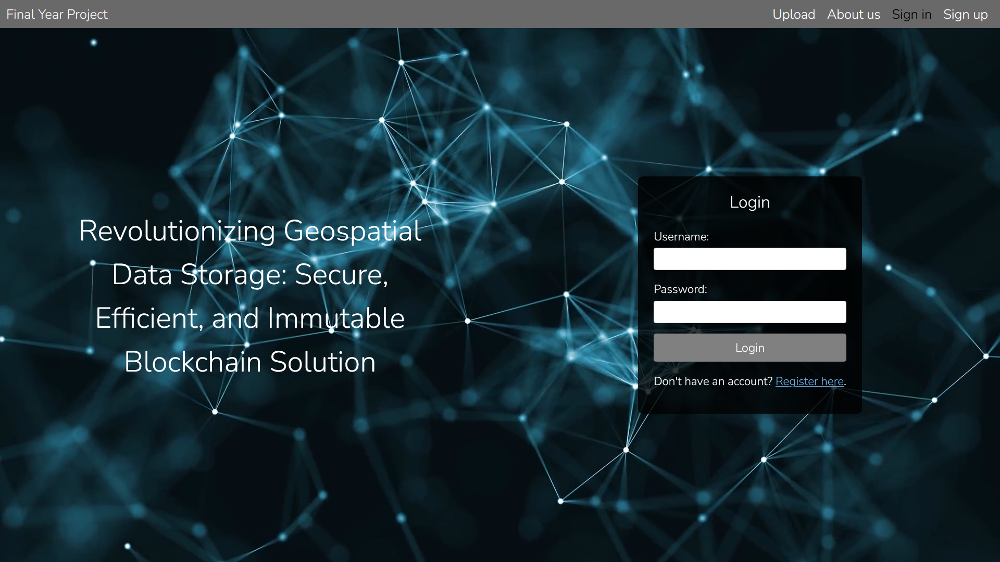 Final Year Project
Upload About us Sign in Sign up
Revolutionizing Geospatial
Data Storage: Secure,
Efficient, and Immutable
Blockchain Solution
Login
Username:
Password:
Login
Don't have an account? Register here.